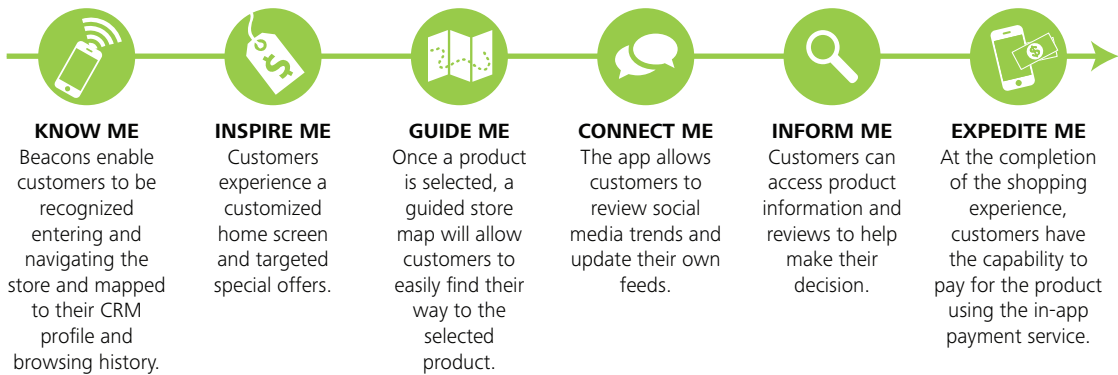 KNOW ME
Beacons enable
customers to be
recognized
entering and
navigating the
store and mapped
to their CRM
profile and
browsing history.
INSPIRE ME
Customers
experience a
customized
home screen
and targeted
special offers.
GUIDE ME
Once a product
is selected, a
guided store
map will allow
customers to
easily find their
way to the
selected
product.
CONNECT ME
The app allows
customers to
review social
media trends and
update their own
feeds.
INFORM ME
Customers can
access product
information and
reviews to help
make their
decision.
EXPEDITE ME
At the completion
of the shopping
experience,
customers have
the capability to
pay for the product
using the in-app
payment service.